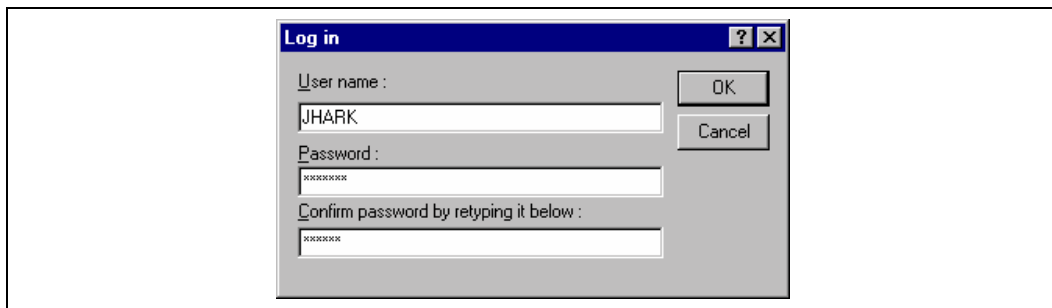 Log in
User name :
OK
JHARK
Cancel
Password :
*******
Confirm password by retyping it below :
******